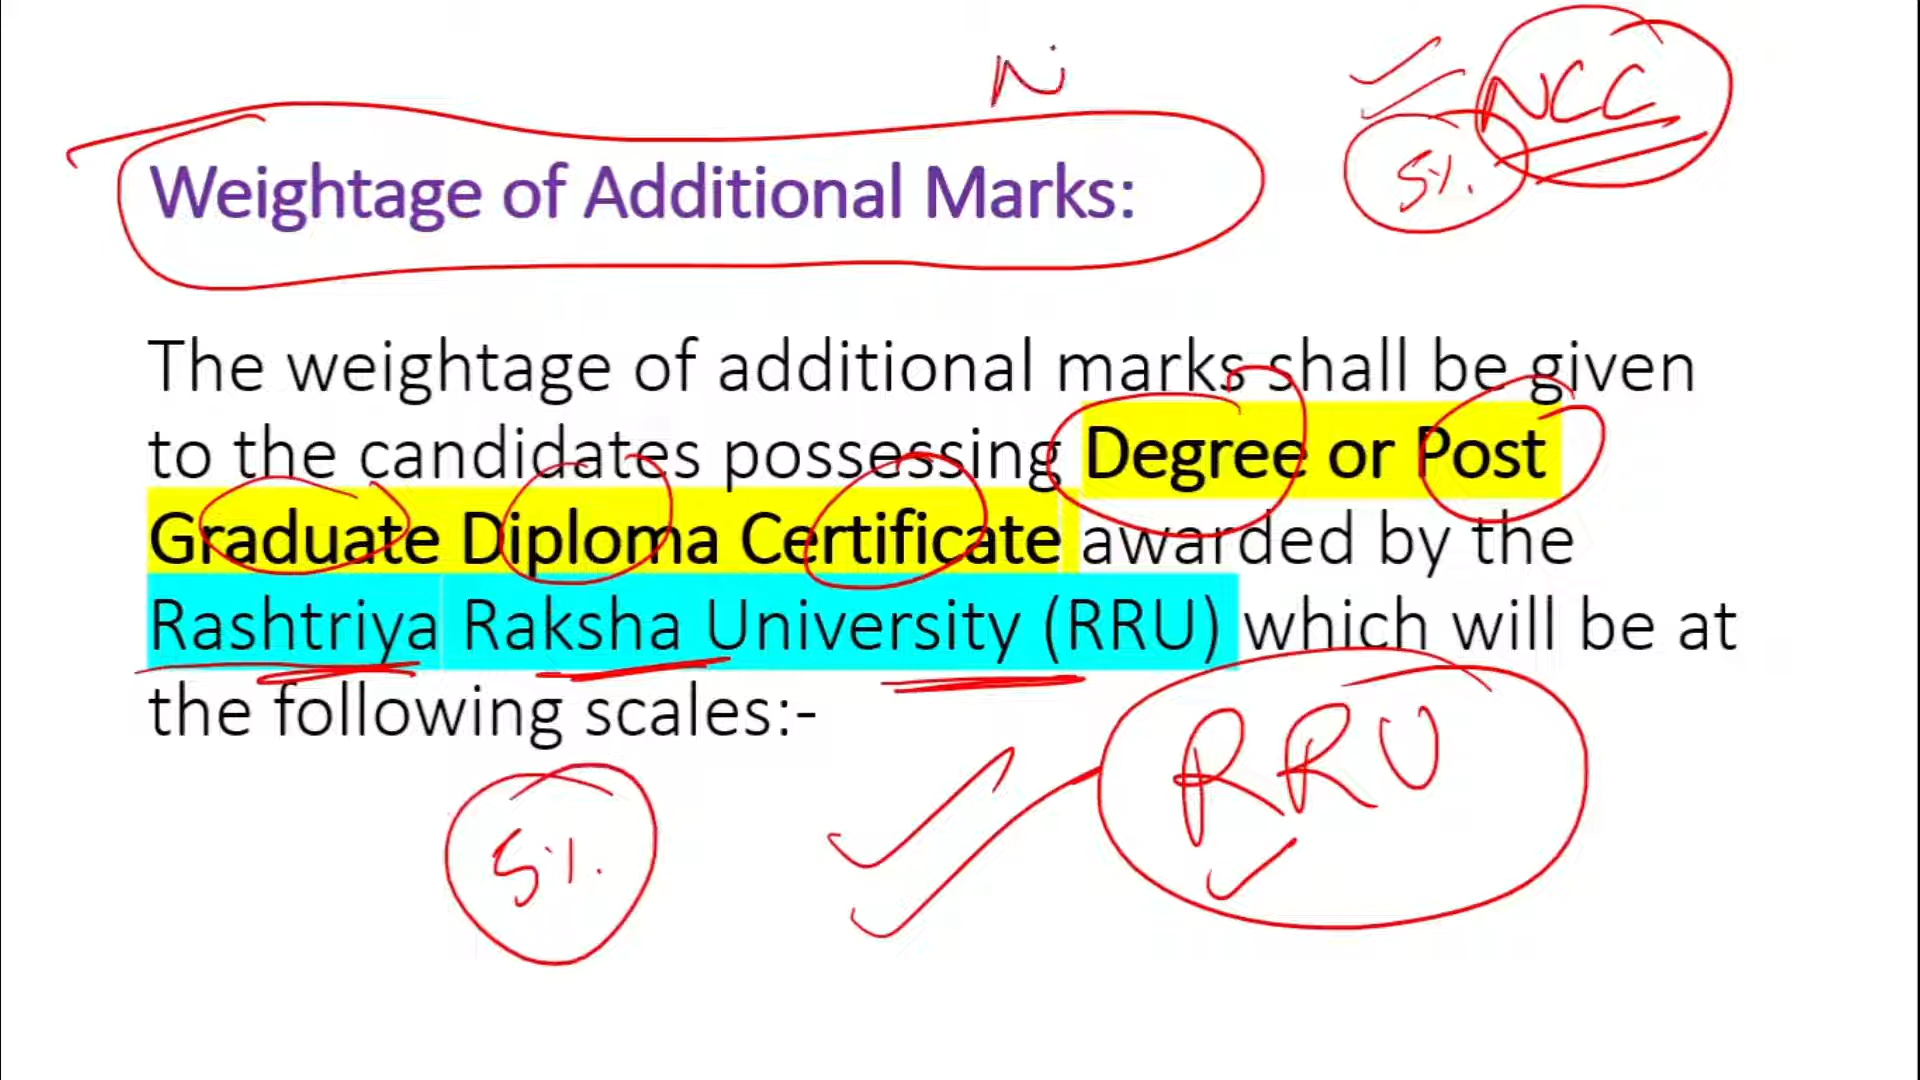 N
NCC
5%.
Weightage of Additional Marks:
The weightage of additional marks shall be given
to the candidates possessing Degree or Post
Graduate Diploma Certificate awarded by the
Rashtriya Raksha University (RRU) which will be at
the following scales:-
RRU
5%.